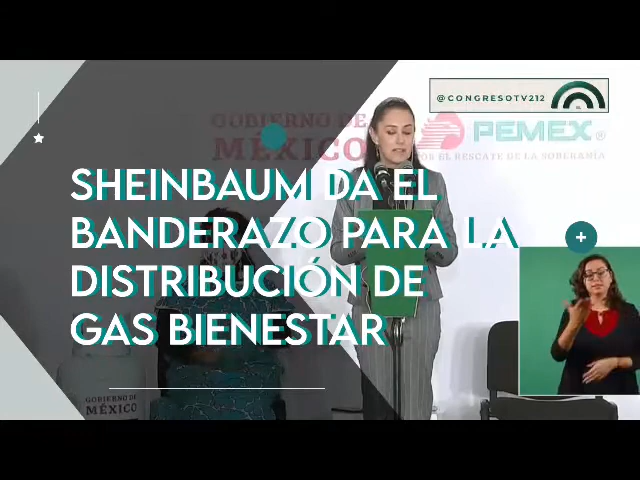 @CONGRESOTV212
GOBIERNO DE
MÉXICO
PEMEX®
POR EL RESCATE DE LA SOBERANÍA
SHEINBAUM DA EL
BANDERAZO PARA LA
DISTRIBUCIÓN DE
GAS BIENESTAR
GOBIERNO DE
MÉXICO